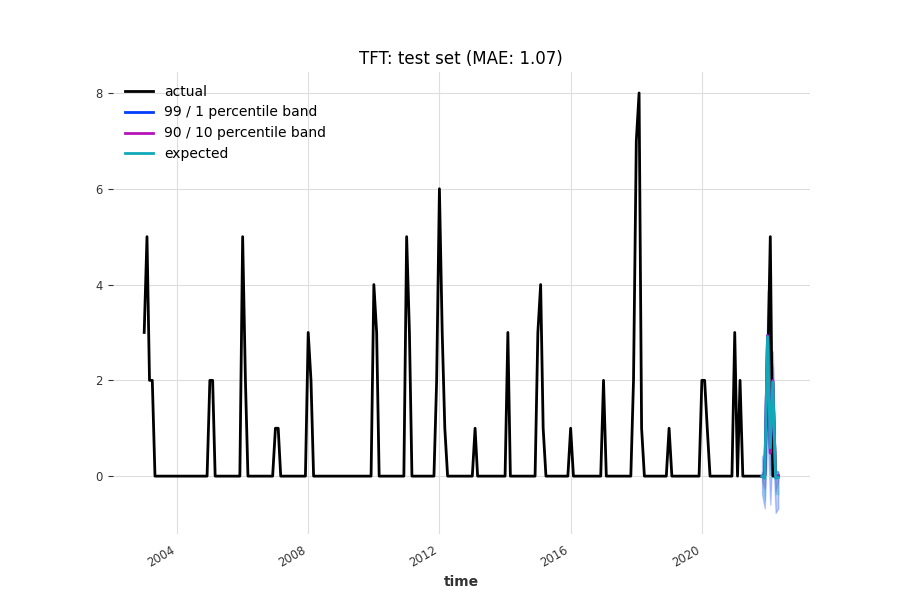 TFT: test set (MAE: 1.07)
actual
99 / 1 percentile band
90 / 10 percentile band
expected
8
6
4
2
0
2004
2008
2012
2016
2020
time